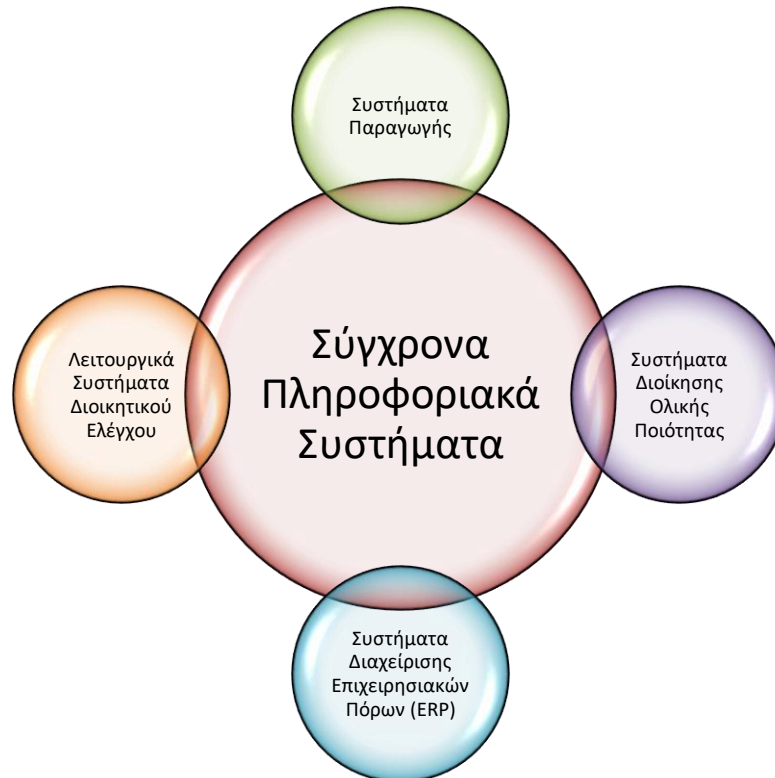 Συστήματα
Παραγωγής
Λειτουργικά
Συστήματα
Διοικητικού
Ελέγχου
Σύγχρονα
Πληροφοριακά
Συστήματα
Συστήματα
Διοίκησης
Ολικής
Ποιότητας
Συστήματα
Διαχείρισης
Επιχειρησιακών
Πόρων (ERP)